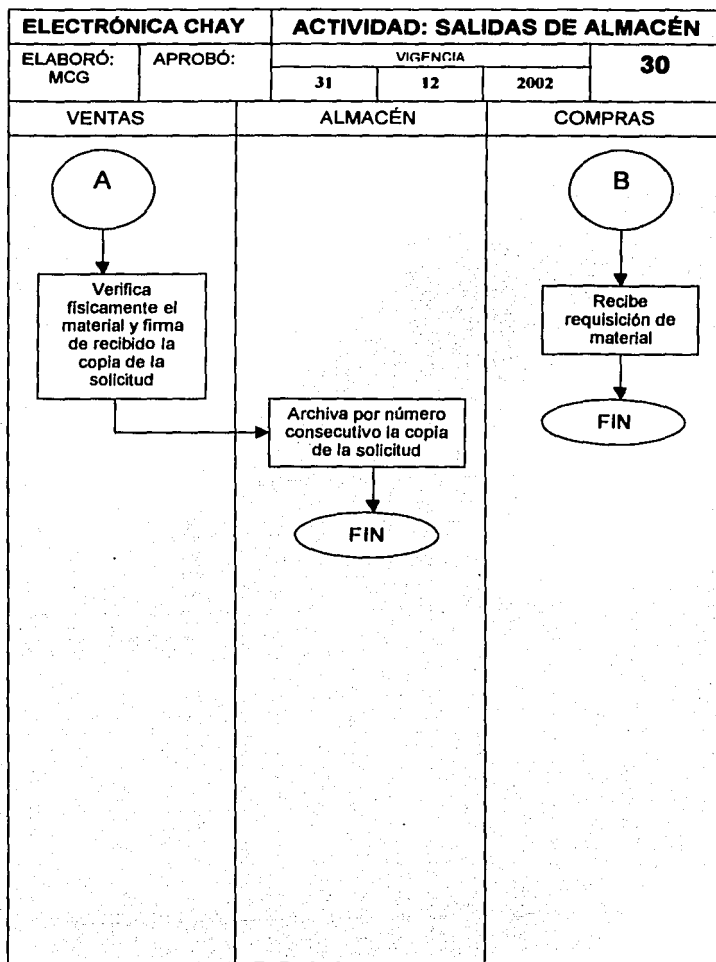 ELECTRÓNICA CHAY
ACTIVIDAD: SALIDAS DE ALMACÉN
ELABORÓ:
MCG
APROBÓ:
VIGENCIA
31
12
2002
30
VENTAS
ALMACÉN
COMPRAS
A
Verifica
físicamente el
material y firma
de recibido la
copia de la
solicitud
Archiva por número
consecutivo la copia
de la solicitud
FIN
B
Recibe
requisición de
material
FIN